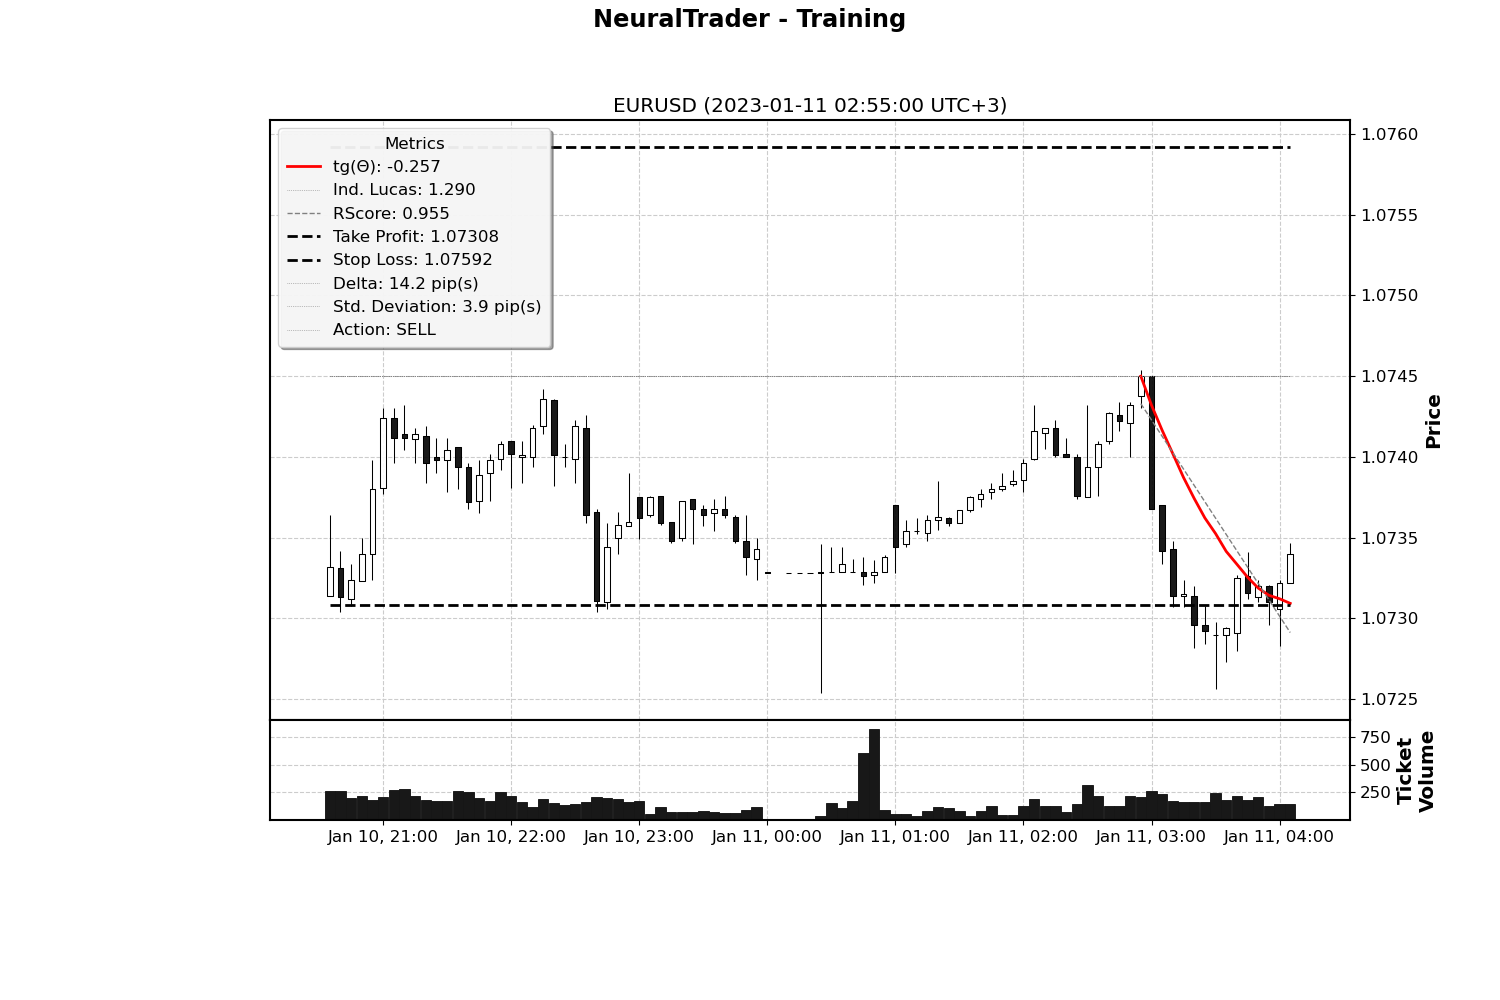 NeuralTrader - Training
EURUSD (2023-01-11 02:55:00 UTC+3)
Metrics
tg(Θ): -0.257
Ind. Lucas: 1.290
RScore: 0.955
Take Profit: 1.07308
Stop Loss: 1.07592
Delta: 14.2 pip(s)
Std. Deviation: 3.9 pip(s)
Action: SELL
1.0760
1.0755
1.0750
1.0745
1.0740
1.0735
1.0730
1.0725
Price
750
500
250
Ticket
Volume
Jan 10, 21:00
Jan 10, 22:00
Jan 10, 23:00
Jan 11, 00:00
Jan 11, 01:00
Jan 11, 02:00
Jan 11, 03:00
Jan 11, 04:00